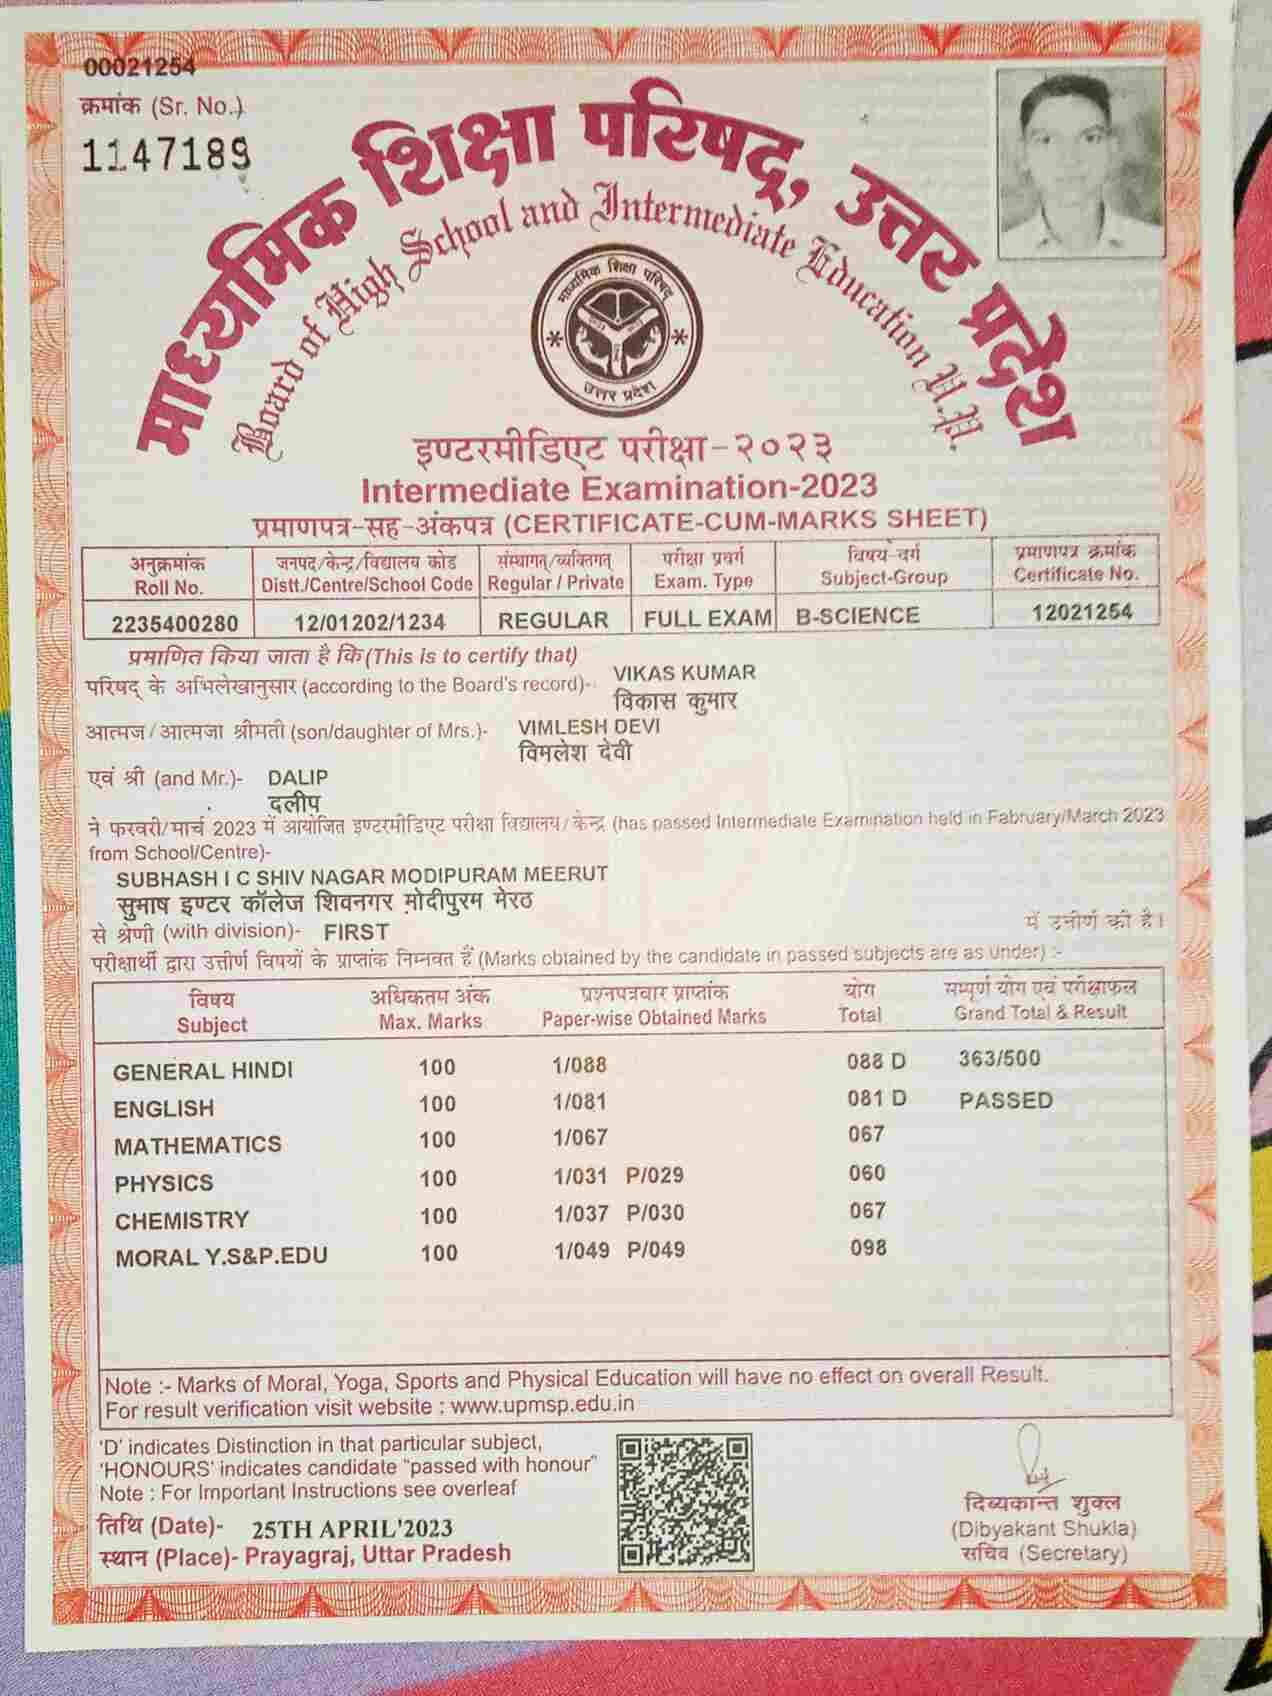 00021254
क्रमांक (Sr. No.)
1147189
माध्यमिक शिक्षा परिषद्, उत्तर प्रदेश
Board of High School and Intermediate Education U.P.
माध्यमिक शिक्षा परिषद्
उत्तर प्रदेश
इण्टरमीडिएट परीक्षा-२०२३
Intermediate Examination-2023
प्रमाणपत्र-सह-अंकपत्र (CERTIFICATE-CUM-MARKS SHEET)
अनुक्रमांक जनपद/केन्द्र/विद्यालय कोड संस्थागत्/व्यक्तिगत् परीक्षा प्रवर्ग विषय-वर्ग प्रमाणपत्र क्रमांक
Roll No. Distt./Centre/School Code Regular / Private Exam. Type Subject-Group Certificate No.
2235400280 12/01202/1234 REGULAR FULL EXAM B-SCIENCE 12021254
प्रमाणित किया जाता है कि (This is to certify that)
परिषद् के अभिलेखानुसार (according to the Board's record)- VIKAS KUMAR
विकास कुमार
आत्मज/आत्मजा श्रीमती (son/daughter of Mrs.)- VIMLESH DEVI
विमलेश देवी
एवं श्री (and Mr.)- DALIP
दलीप
ने फरवरी/मार्च 2023 में आयोजित इण्टरमीडिएट परीक्षा विद्यालय/केन्द्र (has passed Intermediate Examination held in Fabruary/March 2023
from School/Centre)-
SUBHASH I C SHIV NAGAR MODIPURAM MEERUT
सुभाष इण्टर कॉलेज शिवनगर मोदीपुरम मेरठ
से श्रेणी (with division)- FIRST में उत्तीर्ण की है।
परीक्षार्थी द्वारा उत्तीर्ण विषयों के प्राप्तांक निम्नवत हैं (Marks obtained by the candidate in passed subjects are as under) :-
विषय अधिकतम अंक प्रश्नपत्रवार प्राप्तांक योग सम्पूर्ण योग एवं परीक्षाफल
Subject Max. Marks Paper-wise Obtained Marks Total Grand Total & Result
GENERAL HINDI 100 1/088 088 D 363/500
ENGLISH 100 1/081 081 D PASSED
MATHEMATICS 100 1/067 067
PHYSICS 100 1/031 P/029 060
CHEMISTRY 100 1/037 P/030 067
MORAL Y.S&P.EDU 100 1/049 P/049 098
Note :- Marks of Moral, Yoga, Sports and Physical Education will have no effect on overall Result.
For result verification visit website : www.upmsp.edu.in
'D' indicates Distinction in that particular subject,
'HONOURS' indicates candidate "passed with honour"
Note : For Important Instructions see overleaf
तिथि (Date)- 25TH APRIL'2023
स्थान (Place)- Prayagraj, Uttar Pradesh
दिव्यकान्त शुक्ल
(Dibyakant Shukla)
सचिव (Secretary)